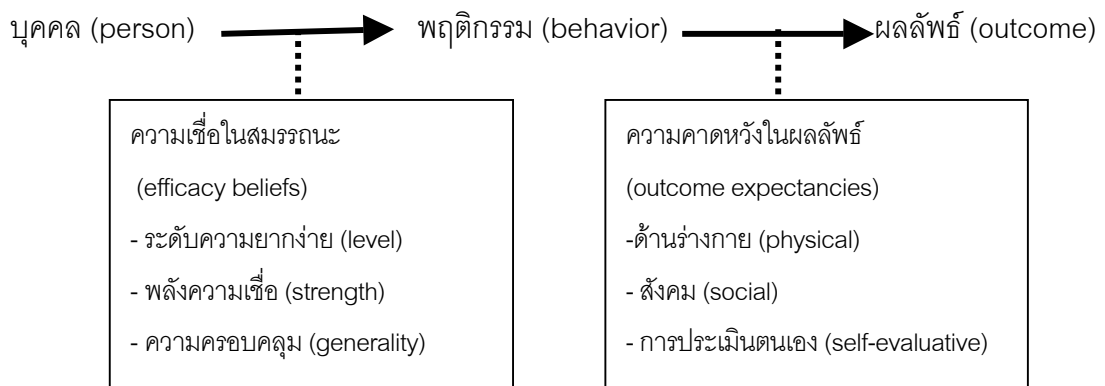 บุคคล (person) พฤติกรรม (behavior) ผลลัพธ์ (outcome)
ความเชื่อในสมรรถนะ
(efficacy beliefs)
- ระดับความยากง่าย (level)
- พลังความเชื่อ (strength)
- ความครอบคลุม (generality)
ความคาดหวังในผลลัพธ์
(outcome expectancies)
-ด้านร่างกาย (physical)
- สังคม (social)
- การประเมินตนเอง (self-evaluative)